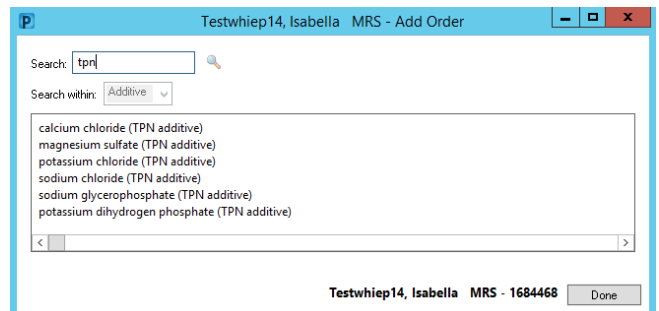 P
Testwhiep14, Isabella MRS - Add Order
Search: tpn
Search within: Additive
calcium chloride (TPN additive)
magnesium sulfate (TPN additive)
potassium chloride (TPN additive)
sodium chloride (TPN additive)
sodium glycerophosphate (TPN additive)
potassium dihydrogen phosphate (TPN additive)
Testwhiep14, Isabella MRS - 1684468 Done